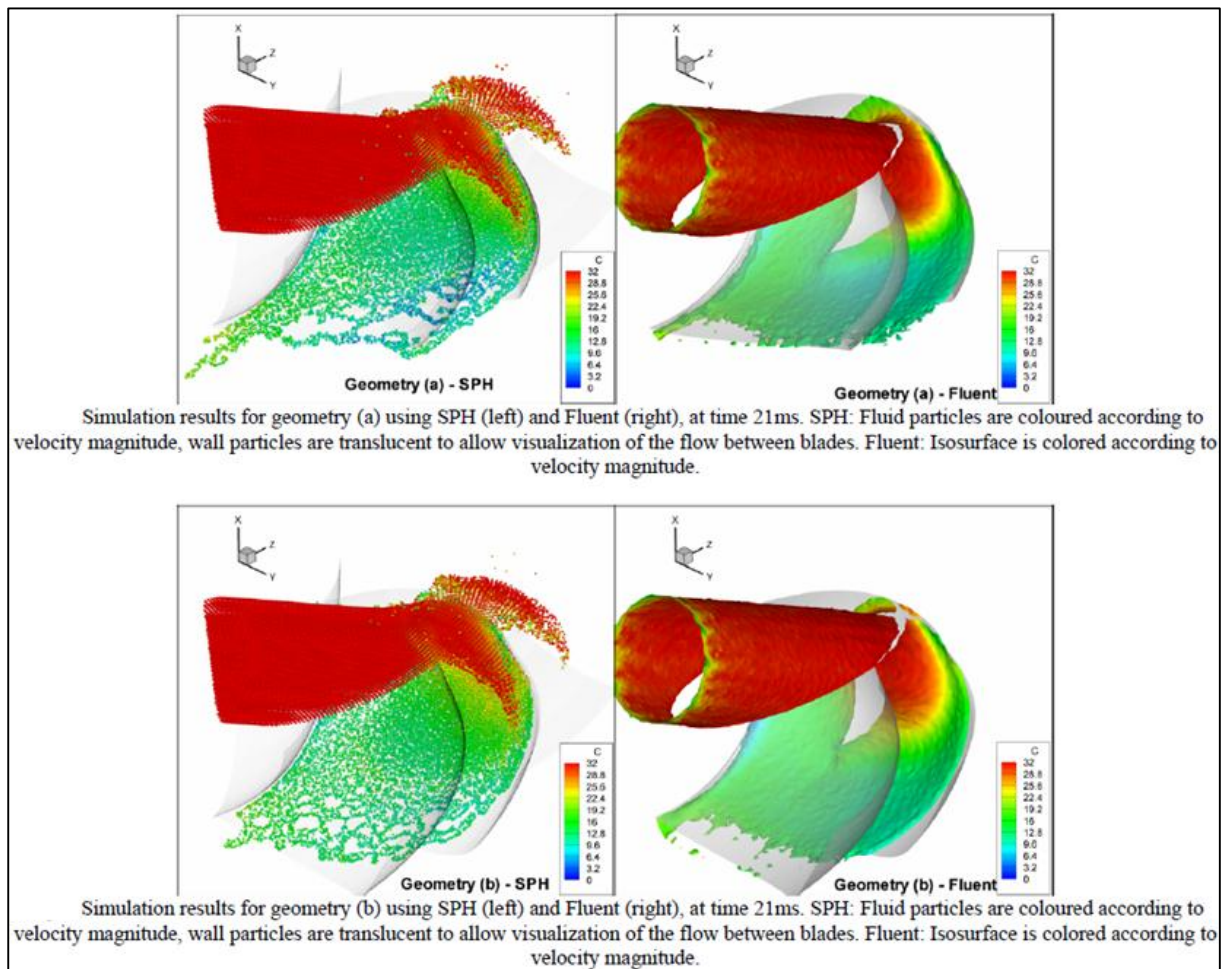 X
Z
Y
C
32
28.8
25.6
22.4
19.2
16
12.8
9.6
6.4
3.2
0
Geometry (a) - SPH
X
Z
Y
C
32
28.8
25.6
22.4
19.2
16
12.8
9.6
6.4
3.2
0
Geometry (a) - Fluent
Simulation results for geometry (a) using SPH (left) and Fluent (right), at time 21ms. SPH: Fluid particles are coloured according to
velocity magnitude, wall particles are translucent to allow visualization of the flow between blades. Fluent: Isosurface is colored according to
velocity magnitude.
X
Z
Y
C
32
28.8
25.6
22.4
19.2
16
12.8
9.6
6.4
3.2
0
Geometry (b) - SPH
X
Z
Y
C
32
28.8
25.6
22.4
19.2
16
12.8
9.6
6.4
3.2
0
Geometry (b) - Fluent
Simulation results for geometry (b) using SPH (left) and Fluent (right), at time 21ms. SPH: Fluid particles are coloured according to
velocity magnitude, wall particles are translucent to allow visualization of the flow between blades. Fluent: Isosurface is colored according to
velocity magnitude.